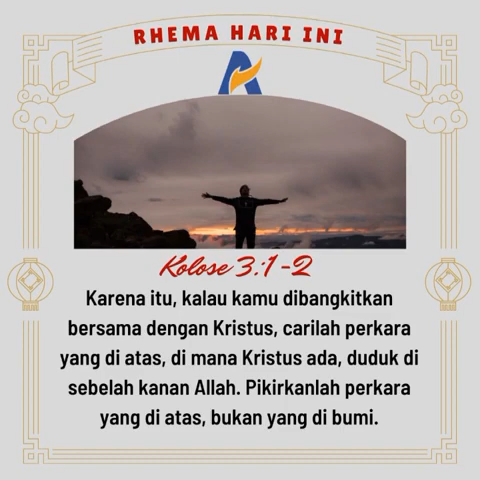 RHEMA HARI INI
Kolose 3:1-2
Karena itu, kalau kamu dibangkitkan
bersama dengan Kristus, carilah perkara
yang di atas, di mana Kristus ada, duduk di
sebelah kanan Allah. Pikirkanlah perkara
yang di atas, bukan yang di bumi.